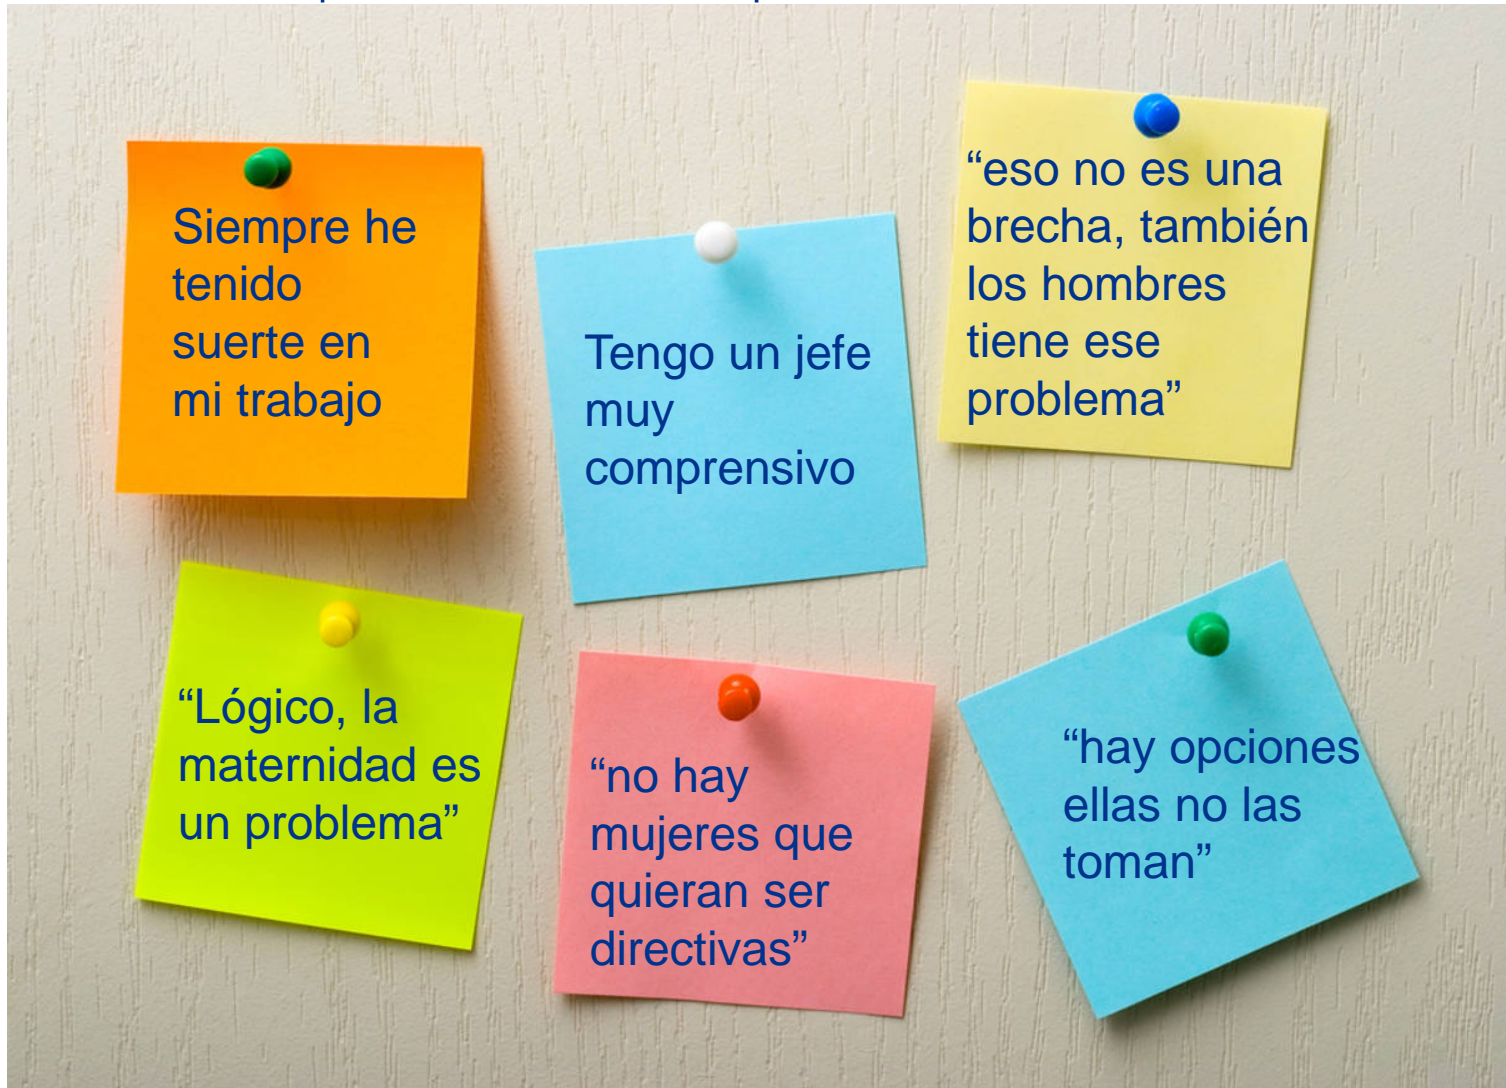 Siempre he
tenido
suerte en
mi trabajo
Tengo un jefe
muy
comprensivo
“eso no es una
brecha, también
los hombres
tiene ese
problema”
“Lógico, la
maternidad es
un problema”
“no hay
mujeres que
quieran ser
directivas”
“hay opciones
ellas no las
toman”